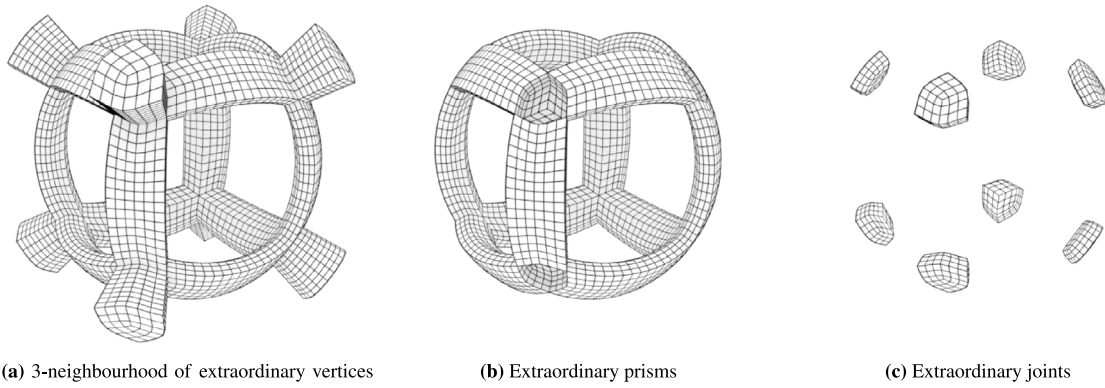 (a) 3-neighbourhood of extraordinary vertices
(b) Extraordinary prisms
(c) Extraordinary joints